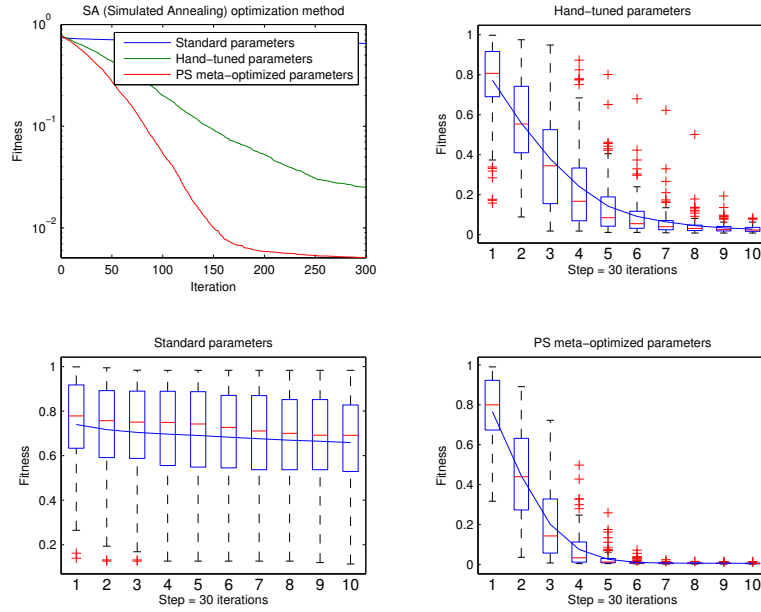 SA (Simulated Annealing) optimization method
Fitness
10^0
10^−1
10^−2
Standard parameters
Hand−tuned parameters
PS meta−optimized parameters
0 50 100 150 200 250 300
Iteration
Hand−tuned parameters
Fitness
1
0.8
0.6
0.4
0.2
0
1 2 3 4 5 6 7 8 9 10
Step = 30 iterations
Standard parameters
Fitness
1
0.8
0.6
0.4
0.2
1 2 3 4 5 6 7 8 9 10
Step = 30 iterations
PS meta−optimized parameters
Fitness
1
0.8
0.6
0.4
0.2
0
1 2 3 4 5 6 7 8 9 10
Step = 30 iterations